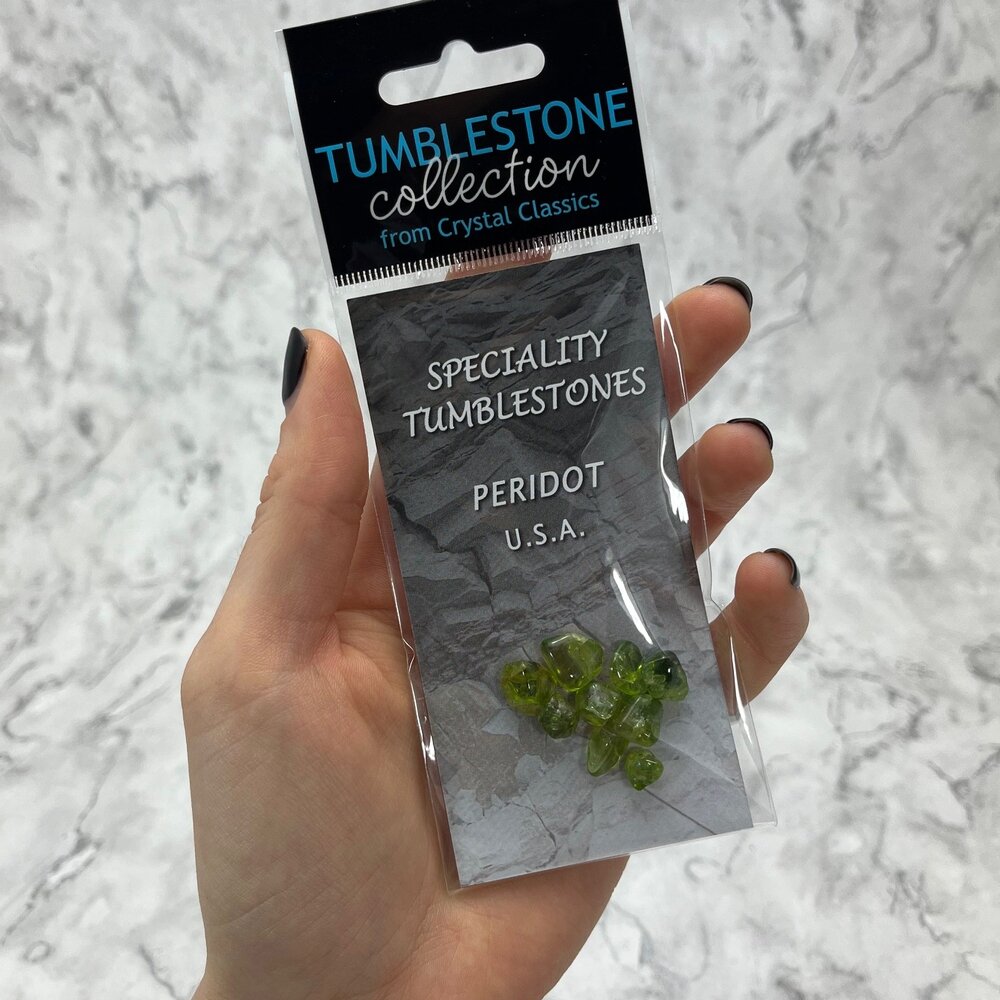 TUMBLESTONE
collection
from Crystal Classics
SPECIALITY
TUMBLESTONES
PERIDOT
U.S.A.